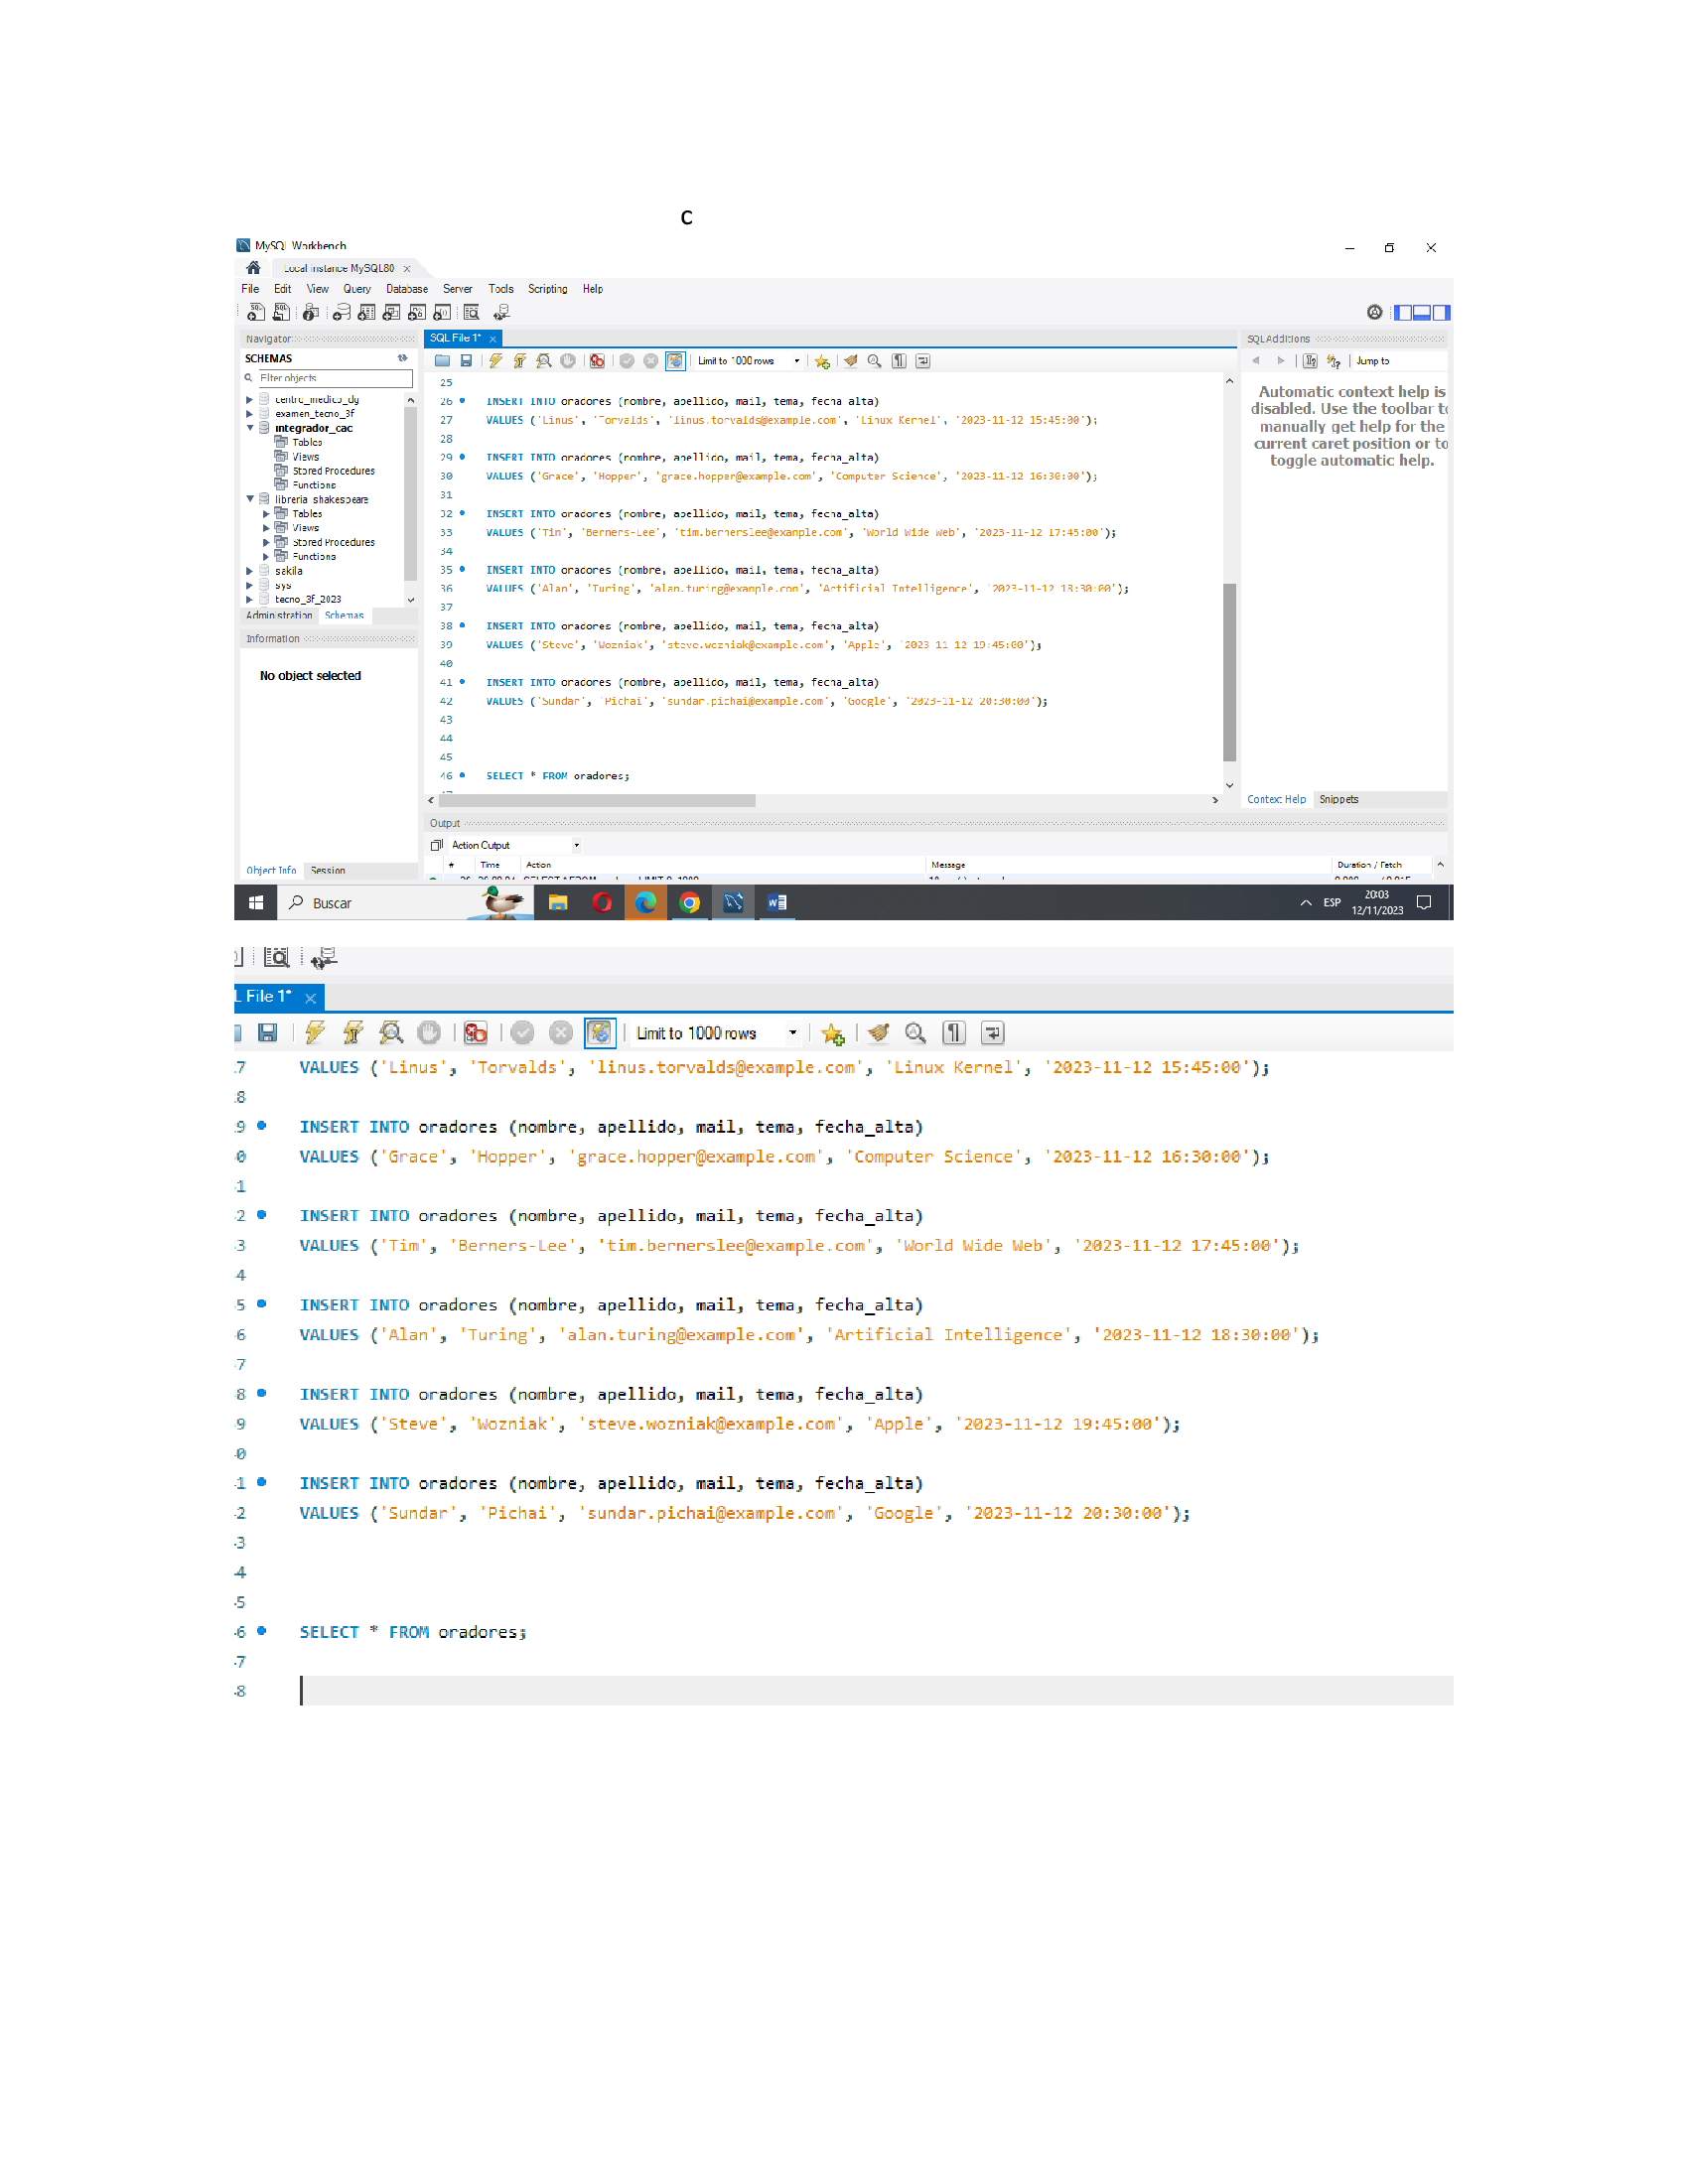 c
MySQL Workbench
Local instance MySQL80 x
File Edit View Query Database Server Tools Scripting Help
Navigator
SQL File 1* x
SQLAdditions
SCHEMAS
Limit to 1000 rows
Jump to
Filter objects
centro_medico_dg
examen_tecno_3f
integrador_cac
Tables
Views
Stored Procedures
Functions
libreria_shakespeare
Tables
Views
Stored Procedures
Functions
sakila
sys
tecno_3f_2023
Administration Schemas
Information
No object selected
Object Info Session
25
26 INSERT INTO oradores (nombre, apellido, mail, tema, fecha_alta)
27 VALUES ('Linus', 'Torvalds', 'linus.torvalds@example.com', 'Linux Kernel', '2023-11-12 15:45:00');
28
29 INSERT INTO oradores (nombre, apellido, mail, tema, fecha_alta)
30 VALUES ('Grace', 'Hopper', 'grace.hopper@example.com', 'Computer Science', '2023-11-12 16:30:00');
31
32 INSERT INTO oradores (nombre, apellido, mail, tema, fecha_alta)
33 VALUES ('Tim', 'Berners-Lee', 'tim.bernerslee@example.com', 'World Wide Web', '2023-11-12 17:45:00');
34
35 INSERT INTO oradores (nombre, apellido, mail, tema, fecha_alta)
36 VALUES ('Alan', 'Turing', 'alan.turing@example.com', 'Artificial Intelligence', '2023-11-12 18:30:00');
37
38 INSERT INTO oradores (nombre, apellido, mail, tema, fecha_alta)
39 VALUES ('Steve', 'Wozniak', 'steve.wozniak@example.com', 'Apple', '2023-11-12 19:45:00');
40
41 INSERT INTO oradores (nombre, apellido, mail, tema, fecha_alta)
42 VALUES ('Sundar', 'Pichai', 'sundar.pichai@example.com', 'Google', '2023-11-12 20:30:00');
43
44
45
46 SELECT * FROM oradores;
Automatic context help is
disabled. Use the toolbar to
manually get help for the
current caret position or to
toggle automatic help.
Context Help Snippets
Output
Action Output
# Time Action Message Duration / Fetch
Buscar
ESP
20:03
12/11/2023
L File 1* x
Limit to 1000 rows
7 VALUES ('Linus', 'Torvalds', 'linus.torvalds@example.com', 'Linux Kernel', '2023-11-12 15:45:00');
8
9 INSERT INTO oradores (nombre, apellido, mail, tema, fecha_alta)
0 VALUES ('Grace', 'Hopper', 'grace.hopper@example.com', 'Computer Science', '2023-11-12 16:30:00');
1
2 INSERT INTO oradores (nombre, apellido, mail, tema, fecha_alta)
3 VALUES ('Tim', 'Berners-Lee', 'tim.bernerslee@example.com', 'World Wide Web', '2023-11-12 17:45:00');
4
5 INSERT INTO oradores (nombre, apellido, mail, tema, fecha_alta)
6 VALUES ('Alan', 'Turing', 'alan.turing@example.com', 'Artificial Intelligence', '2023-11-12 18:30:00');
7
8 INSERT INTO oradores (nombre, apellido, mail, tema, fecha_alta)
9 VALUES ('Steve', 'Wozniak', 'steve.wozniak@example.com', 'Apple', '2023-11-12 19:45:00');
0
1 INSERT INTO oradores (nombre, apellido, mail, tema, fecha_alta)
2 VALUES ('Sundar', 'Pichai', 'sundar.pichai@example.com', 'Google', '2023-11-12 20:30:00');
3
4
5
6 SELECT * FROM oradores;
7
8